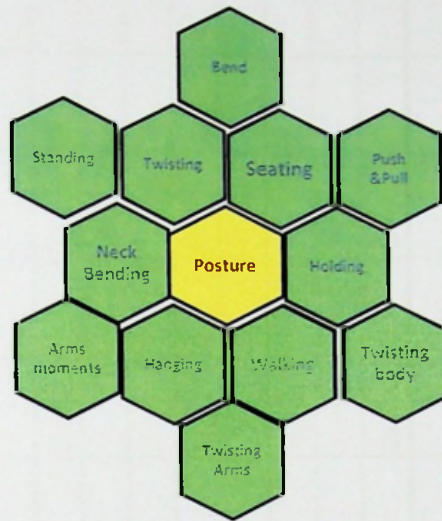 Bend
Standing
Twisting
Seating
Push
&Pull
Neck
Bending
Posture
Holding
Arms
moments
Hanging
Walking
Twisting
body
Twisting
Arms